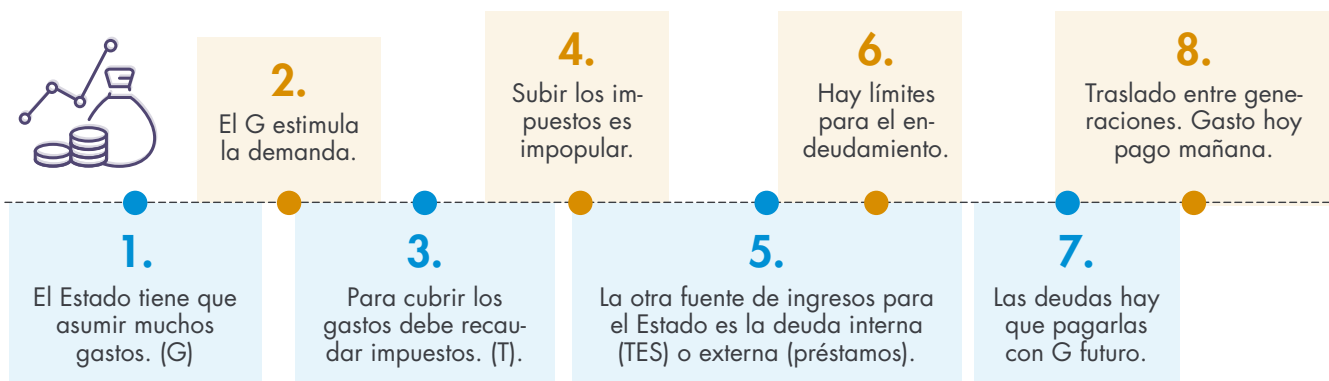 1.
El Estado tiene que
asumir muchos
gastos. (G)
2.
El G estimula
la demanda.
3.
Para cubrir los
gastos debe recau-
dar impuestos. (T).
4.
Subir los im-
puestos es
impopular.
5.
La otra fuente de ingresos para
el Estado es la deuda interna
(TES) o externa (préstamos).
6.
Hay límites
para el en-
deudamiento.
7.
Las deudas hay
que pagarlas
con G futuro.
8.
Traslado entre gene-
raciones. Gasto hoy
pago mañana.